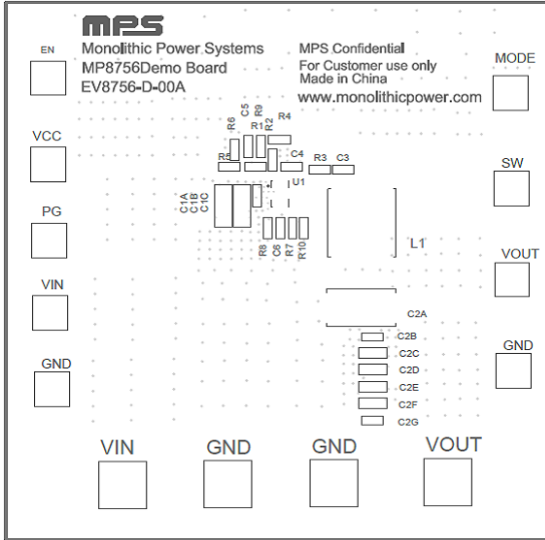 mps
Monolithic Power Systems
MP8756Demo Board
EV8756-D-00A
MPS Confidential
For Customer use only
Made in China
www.monolithicpower.com
EN
MODE
VCC
SW
PG
VOUT
VIN
GND
GND
C5
R9
R6
R1
R2
R4
R5
C4
R3
C3
U1
C1A
C1B
C1C
R8
C6
R7
R10
L1
C2A
C2B
C2C
C2D
C2E
C2F
C2G
VIN
GND
GND
VOUT